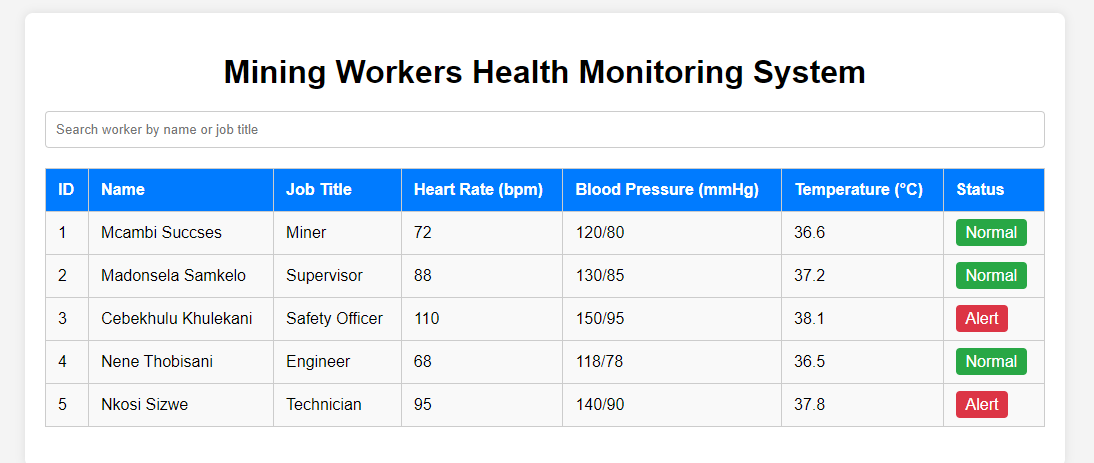 Mining Workers Health Monitoring System
Search worker by name or job title
ID Name Job Title Heart Rate (bpm) Blood Pressure (mmHg) Temperature (°C) Status
1 Mcambi Succses Miner 72 120/80 36.6 Normal
2 Madonsela Samkelo Supervisor 88 130/85 37.2 Normal
3 Cebekhulu Khulekani Safety Officer 110 150/95 38.1 Alert
4 Nene Thobisani Engineer 68 118/78 36.5 Normal
5 Nkosi Sizwe Technician 95 140/90 37.8 Alert